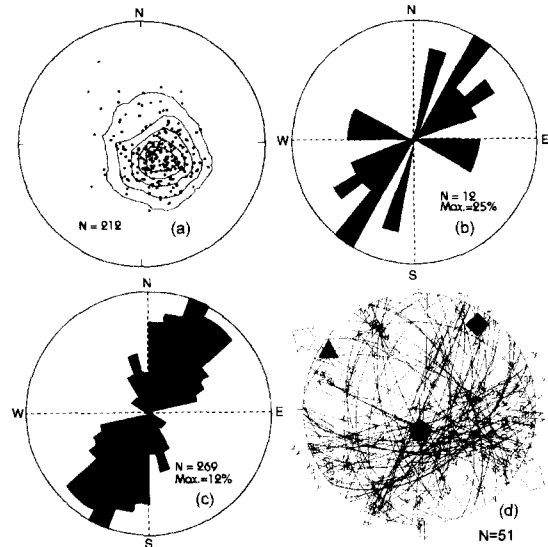 N
N = 212
(a)
N
W
E
N = 12
Max.=25%
(b)
S
N
W
E
N = 269
Max.=12%
(c)
S
(d)
N=51